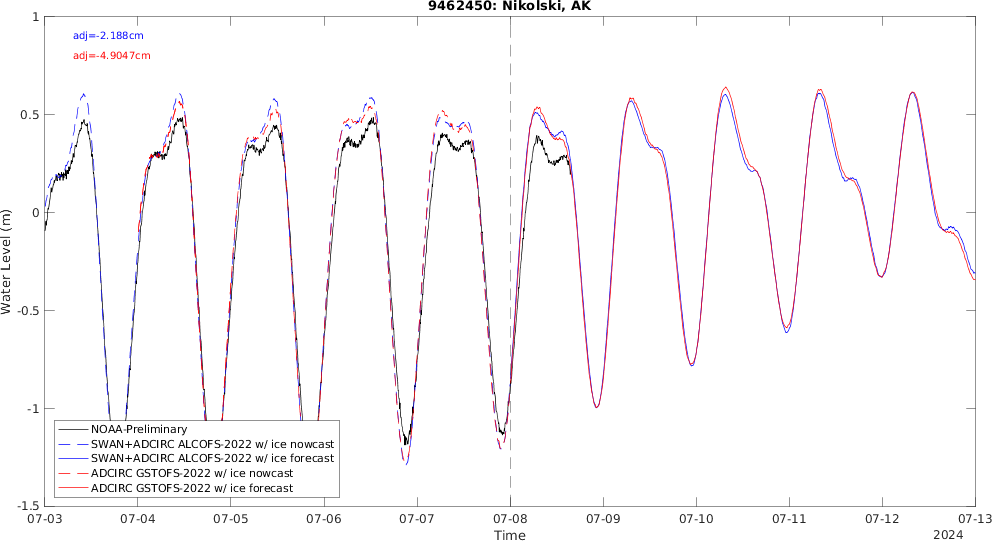 9462450: Nikolski, AK
adj=-2.188cm
adj=-4.9047cm
1
0.5
0
-0.5
-1
-1.5
Water Level (m)
NOAA-Preliminary
SWAN+ADCIRC ALCOFS-2022 w/ ice nowcast
SWAN+ADCIRC ALCOFS-2022 w/ ice forecast
ADCIRC GSTOFS-2022 w/ ice nowcast
ADCIRC GSTOFS-2022 w/ ice forecast
07-03 07-04 07-05 07-06 07-07 07-08 07-09 07-10 07-11 07-12 07-13
Time
2024